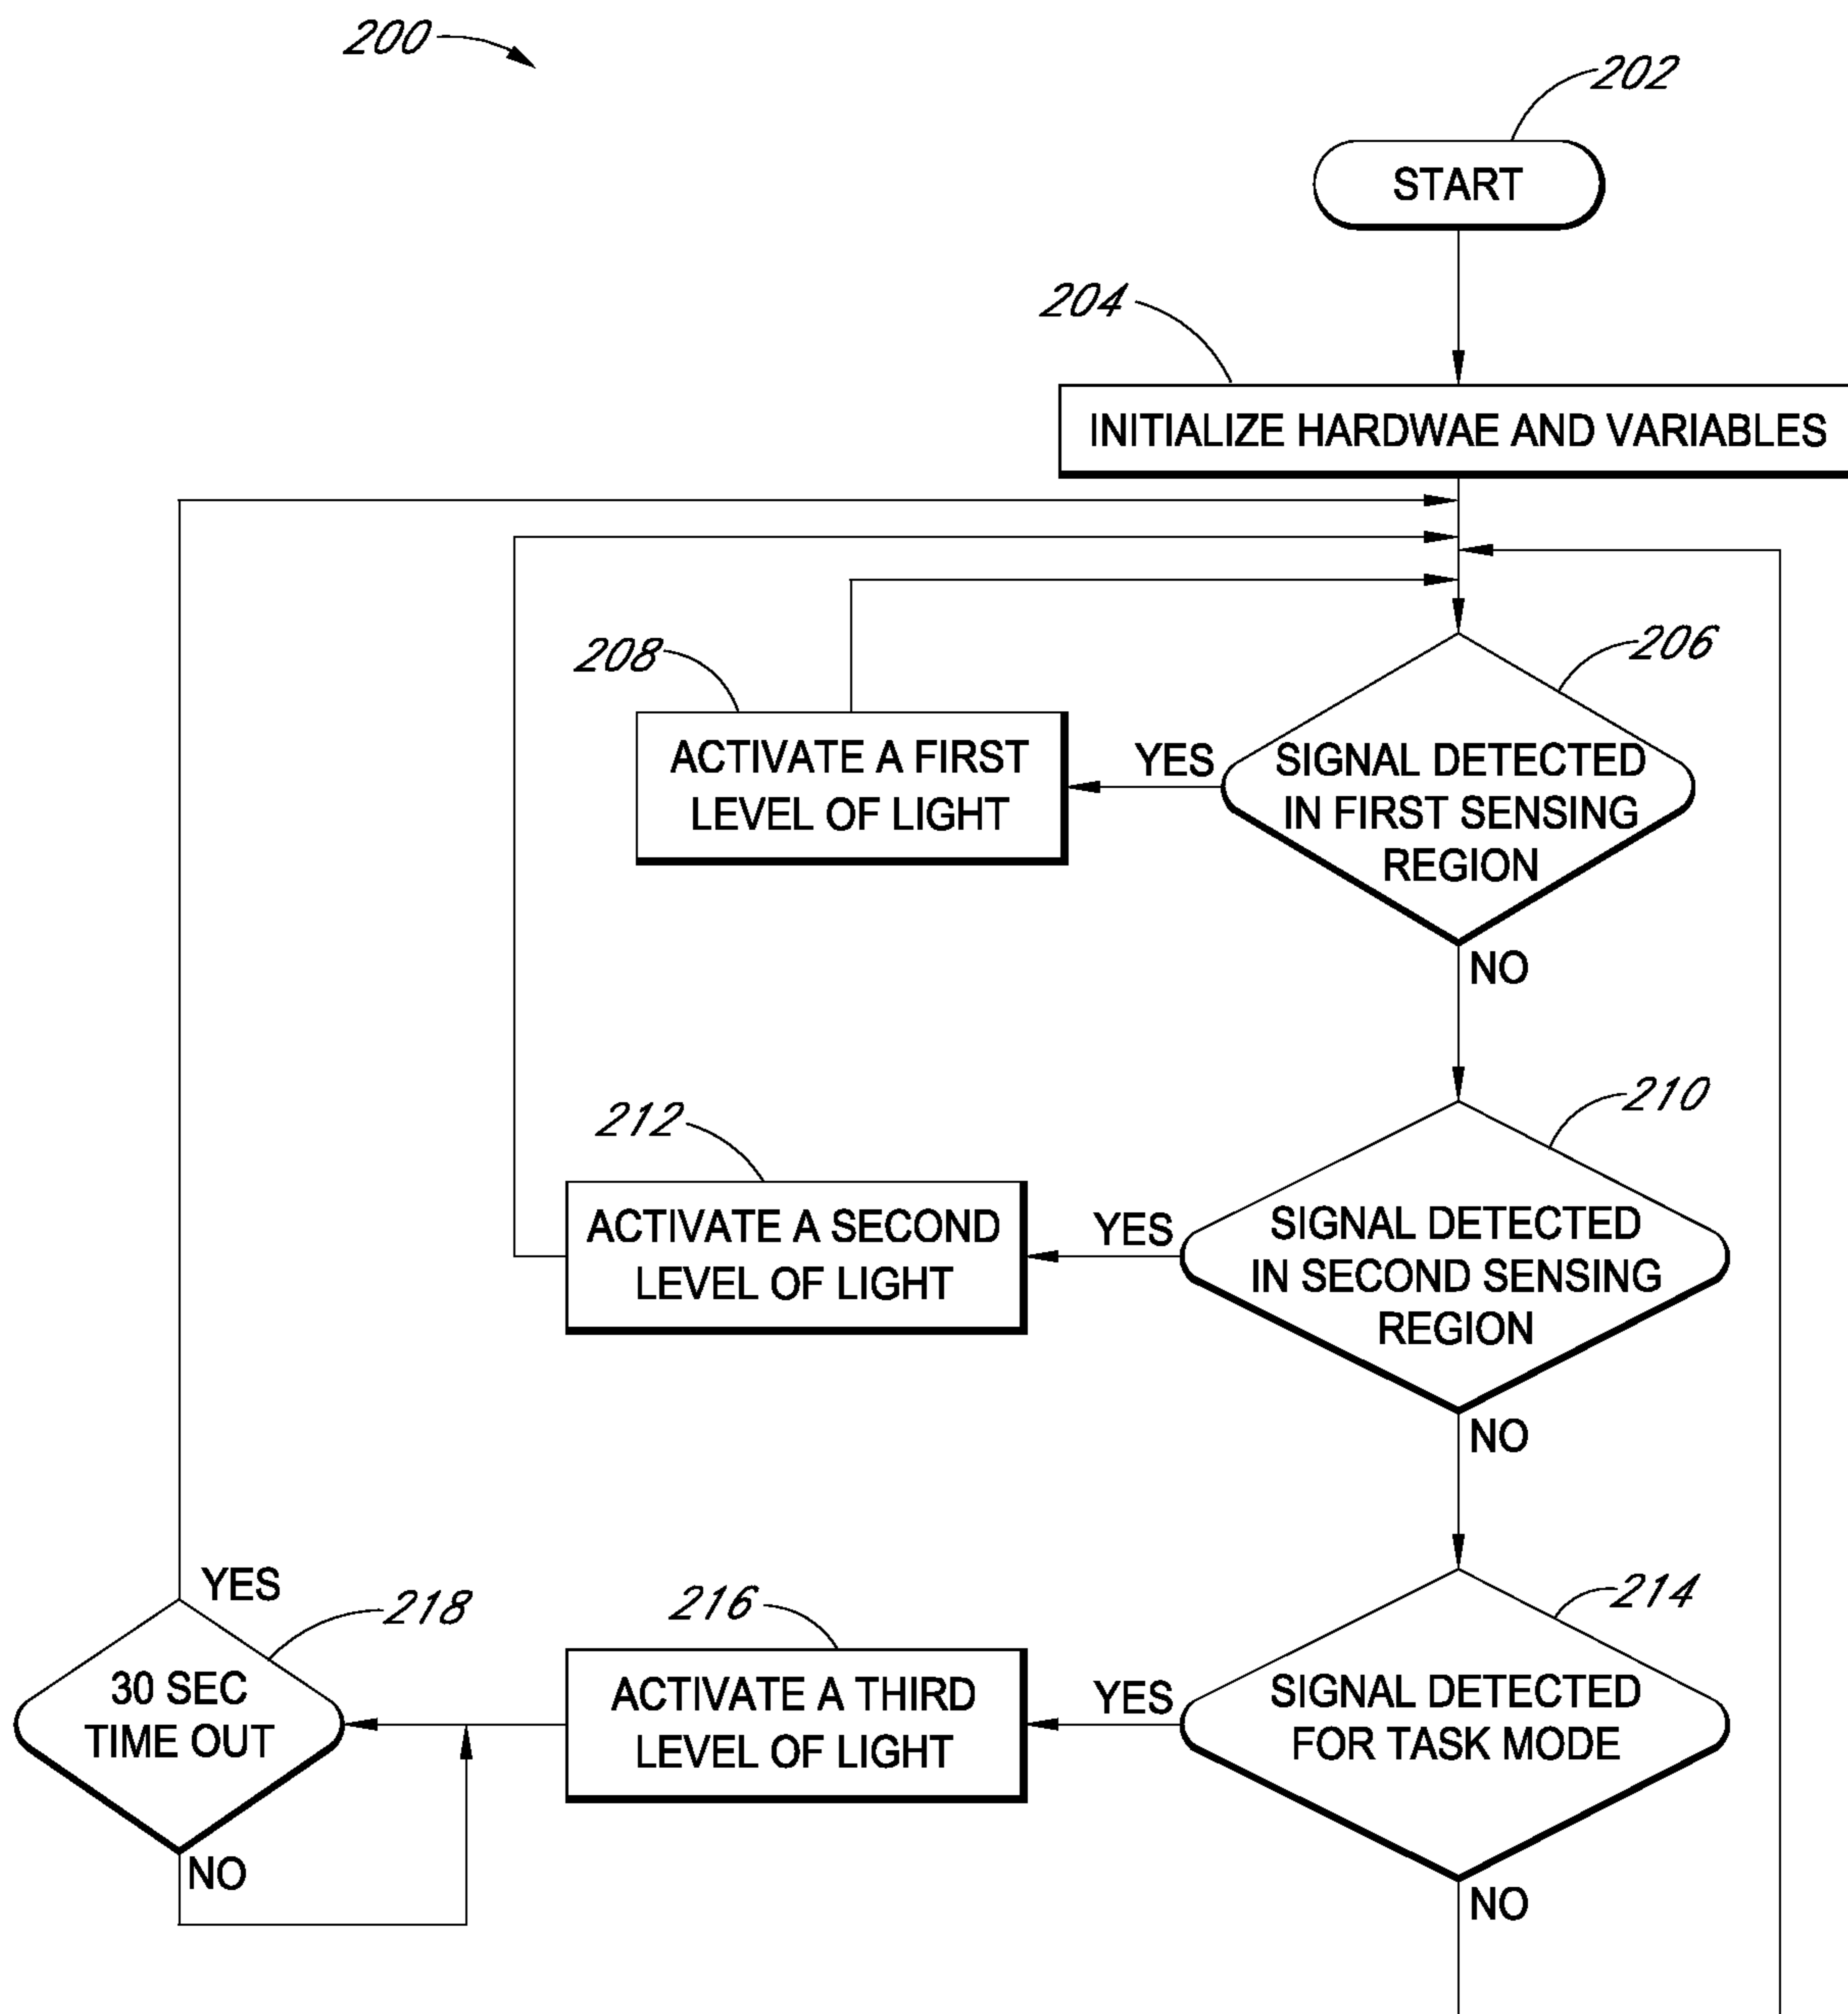 200
202
START
204
INITIALIZE HARDWAE AND VARIABLES
208
206
ACTIVATE A FIRST
LEVEL OF LIGHT
YES
SIGNAL DETECTED
IN FIRST SENSING
REGION
NO
212
210
ACTIVATE A SECOND
LEVEL OF LIGHT
YES
SIGNAL DETECTED
IN SECOND SENSING
REGION
NO
YES
218
216
214
30 SEC
TIME OUT
ACTIVATE A THIRD
LEVEL OF LIGHT
YES
SIGNAL DETECTED
FOR TASK MODE
NO
NO